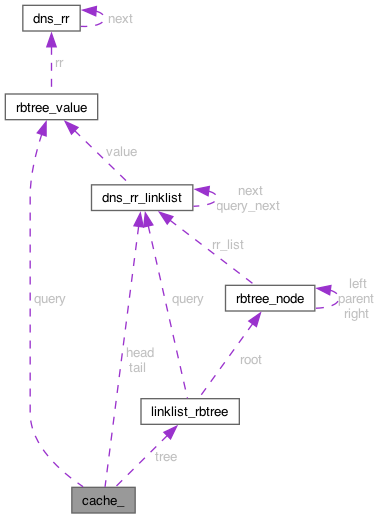 dns_rr
next
rr
rbtree_value
value
dns_rr_linklist
next
query_next
rr_list
rbtree_node
left
parent
right
query
query
head
tail
root
linklist_rbtree
tree
cache_